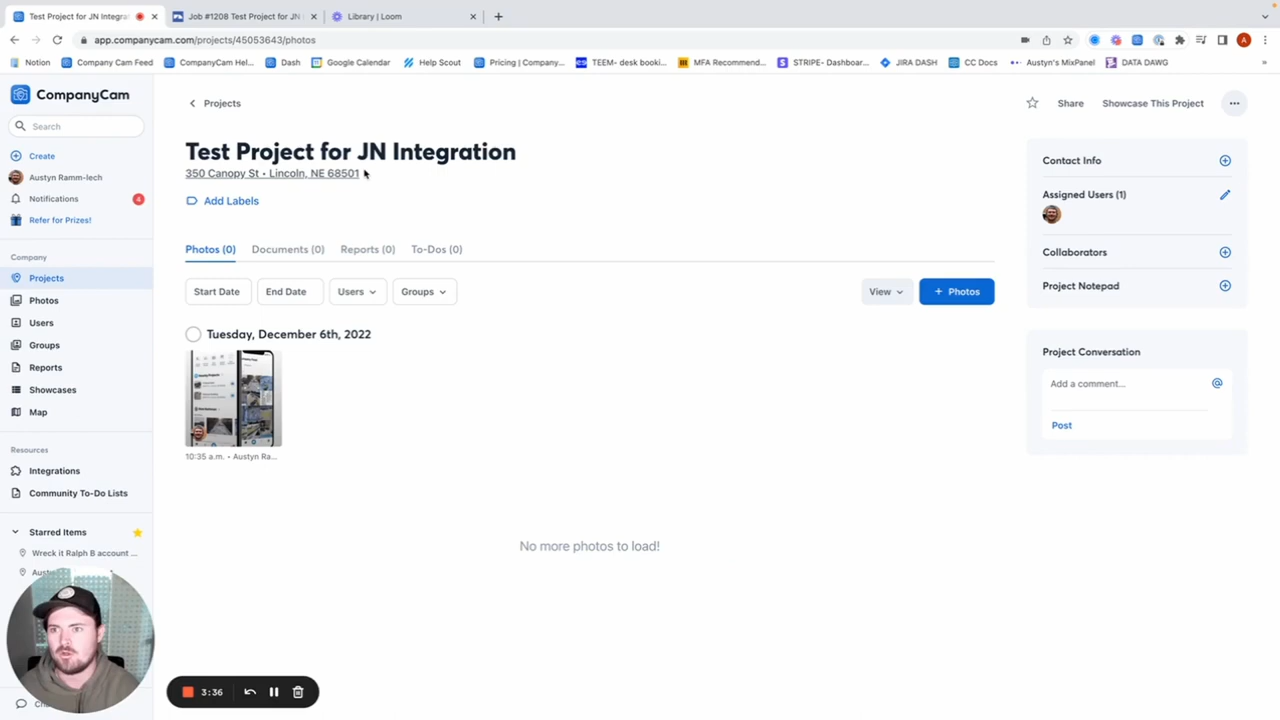 Test Project for JN Integrat
Job #1208 Test Project for JN
Library | Loom
app.companycam.com/projects/45053643/photos
A
Notion
Company Cam Feed
CompanyCam Hel...
Dash
Google Calendar
Help Scout
Pricing | Company...
TEEM- desk booki...
MFA Recommend...
STRIPE- Dashboar...
JIRA DASH
CC Docs
Austyn's MixPanel
DATA DAWG
CompanyCam
Search
Create
Austyn Ramm-Iech
Notifications
4
Refer for Prizes!
Company
Projects
Photos
Users
Groups
Reports
Showcases
Map
Resources
Integrations
Community To-Do Lists
Starred Items
Wreck it Ralph B account ...
Projects
Share
Showcase This Project
Test Project for JN Integration
350 Canopy St • Lincoln, NE 68501
Add Labels
Photos (0)
Documents (0)
Reports (0)
To-Dos (0)
Start Date
End Date
Users
Groups
View
+ Photos
Tuesday, December 6th, 2022
10:35 a.m. • Austyn Ra...
No more photos to load!
Contact Info
Assigned Users (1)
Collaborators
Project Notepad
Project Conversation
Add a comment...
@
Post
3:36